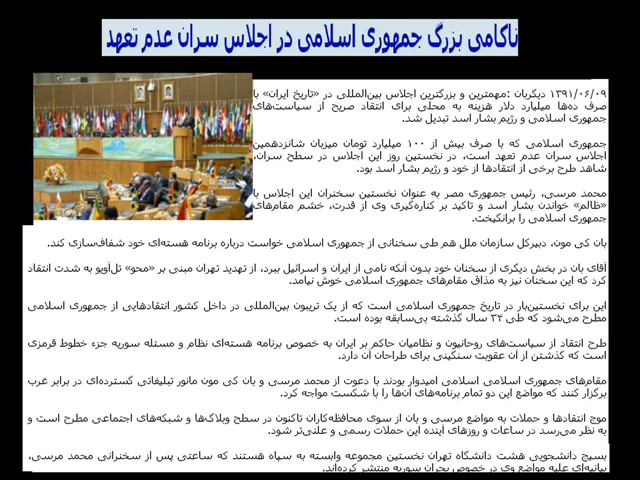 ناکامی بزرگ جمهوری اسلامی در اجلاس سران عدم تعهد
۱۳۹۱/۰۶/۰۹ دیگربان :مهمترین و بزرگترین اجلاس بین‌المللی در «تاریخ ایران» با
صرف ده‌ها میلیارد دلار هزینه به محلی برای انتقاد صریح از سیاست‌های
جمهوری اسلامی و رژیم بشار اسد تبدیل شد.
جمهوری اسلامی که با صرف بیش از ۱۰۰ میلیارد تومان میزبان شانزدهمین
اجلاس سران عدم تعهد است، در نخستین روز این اجلاس در سطح سران،
شاهد طرح برخی از انتقادها از خود و رژیم بشار اسد بود.
محمد مرسی، رئیس جمهوری مصر به عنوان نخستین سخنران این اجلاس با
«ظالم» خواندن بشار اسد و تاکید بر کناره‌گیری وی از قدرت، خشم مقام‌های
جمهوری اسلامی را برانگیخت.
بان کی مون، دبیرکل سازمان ملل هم طی سخنانی از جمهوری اسلامی خواست درباره برنامه هسته‌ای خود شفاف‌سازی کند.
آقای بان در بخش دیگری از سخنان خود بدون آنکه نامی از ایران و اسرائیل ببرد، از تهدید تهران مبنی بر «محو» تل‌آویو به شدت انتقاد
کرد که این سخنان نیز به مذاق مقام‌های جمهوری اسلامی خوش نیامد.
این برای نخستین‌بار در تاریخ جمهوری اسلامی است که از یک تریبون بین‌المللی در داخل کشور انتقادهایی از جمهوری اسلامی
مطرح می‌شود که طی ۳۴ سال گذشته بی‌سابقه بوده است.
طرح انتقاد از سیاست‌های روحانیون و نظامیان حاکم بر ایران به خصوص برنامه هسته‌ای نظام و مسئله سوریه جزء خطوط قرمزی
است که گذشتن از آن عقوبت سنگینی برای طراحان آن دارد.
مقام‌های جمهوری اسلامی اسلامی امیدوار بودند با دعوت از محمد مرسی و بان کی مون مانور تبلیغاتی گسترده‌ای در برابر غرب
برگزار کنند که مواضع این دو تمام برنامه‌های آن‌ها را با شکست مواجه کرد.
موج انتقادها و حملات به مواضع مرسی و بان از سوی محافظه‌کاران تاکنون در سطح وبلاگ‌ها و شبکه‌های اجتماعی مطرح است و
به نظر می‌رسد در ساعات و روزهای آینده این حملات رسمی و علنی‌تر شود.
بسیج دانشجویی هشت دانشگاه تهران نخستین مجموعه وابسته به سپاه هستند که ساعتی پس از سخنرانی محمد مرسی،
بیانیه‌ای علیه مواضع وی در خصوص بحران سوریه منتشر کرده‌اند.